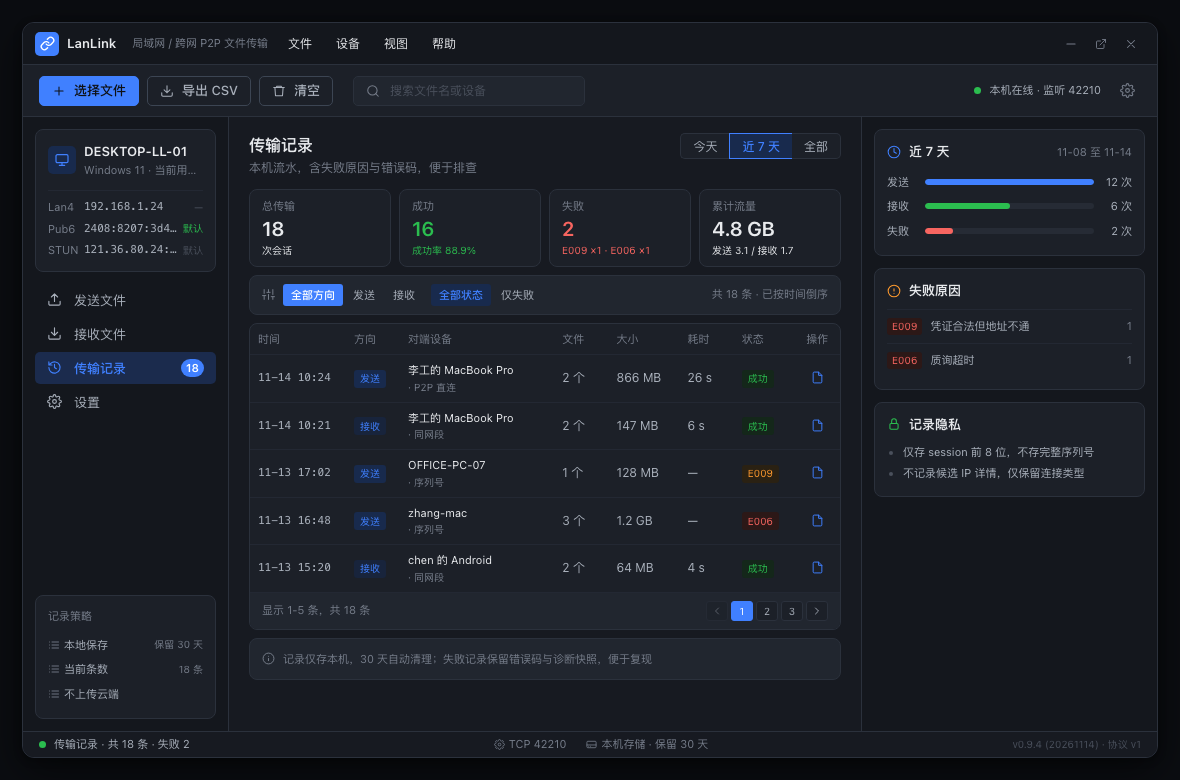 LanLink 局域网 / 跨网 P2P 文件传输 文件 设备 视图 帮助
选择文件 导出 CSV 清空 搜索文件名或设备 本机在线 · 监听 42210
DESKTOP-LL-01
Windows 11 · 当前用...
Lan4 192.168.1.24 —
Pub6 2408:8207:3d4… 默认
STUN 121.36.80.24:… 默认
发送文件
接收文件
传输记录 18
设置
记录策略
本地保存 保留 30 天
当前条数 18 条
不上传云端
传输记录
本机流水，含失败原因与错误码，便于排查
今天 近 7 天 全部
总传输
18
次会话
成功
16
成功率 88.9%
失败
2
E009 ×1 · E006 ×1
累计流量
4.8 GB
发送 3.1 / 接收 1.7
全部方向 发送 接收 全部状态 仅失败 共 18 条 · 已按时间倒序
时间 方向 对端设备 文件 大小 耗时 状态 操作
11-14 10:24 发送 李工的 MacBook Pro 2 个 866 MB 26 s 成功
· P2P 直连
11-14 10:21 接收 李工的 MacBook Pro 2 个 147 MB 6 s 成功
· 同网段
11-13 17:02 发送 OFFICE-PC-07 1 个 128 MB — E009
· 序列号
11-13 16:48 发送 zhang-mac 3 个 1.2 GB — E006
· 序列号
11-13 15:20 接收 chen 的 Android 2 个 64 MB 4 s 成功
· 同网段
显示 1-5 条，共 18 条 1 2 3
记录仅存本机，30 天自动清理；失败记录保留错误码与诊断快照，便于复现
近 7 天 11-08 至 11-14
发送 12 次
接收 6 次
失败 2 次
失败原因
E009 凭证合法但地址不通 1
E006 质询超时 1
记录隐私
仅存 session 前 8 位，不存完整序列号
不记录候选 IP 详情，仅保留连接类型
传输记录 · 共 18 条 · 失败 2 TCP 42210 本机存储 · 保留 30 天 v0.9.4 (20261114) · 协议 v1